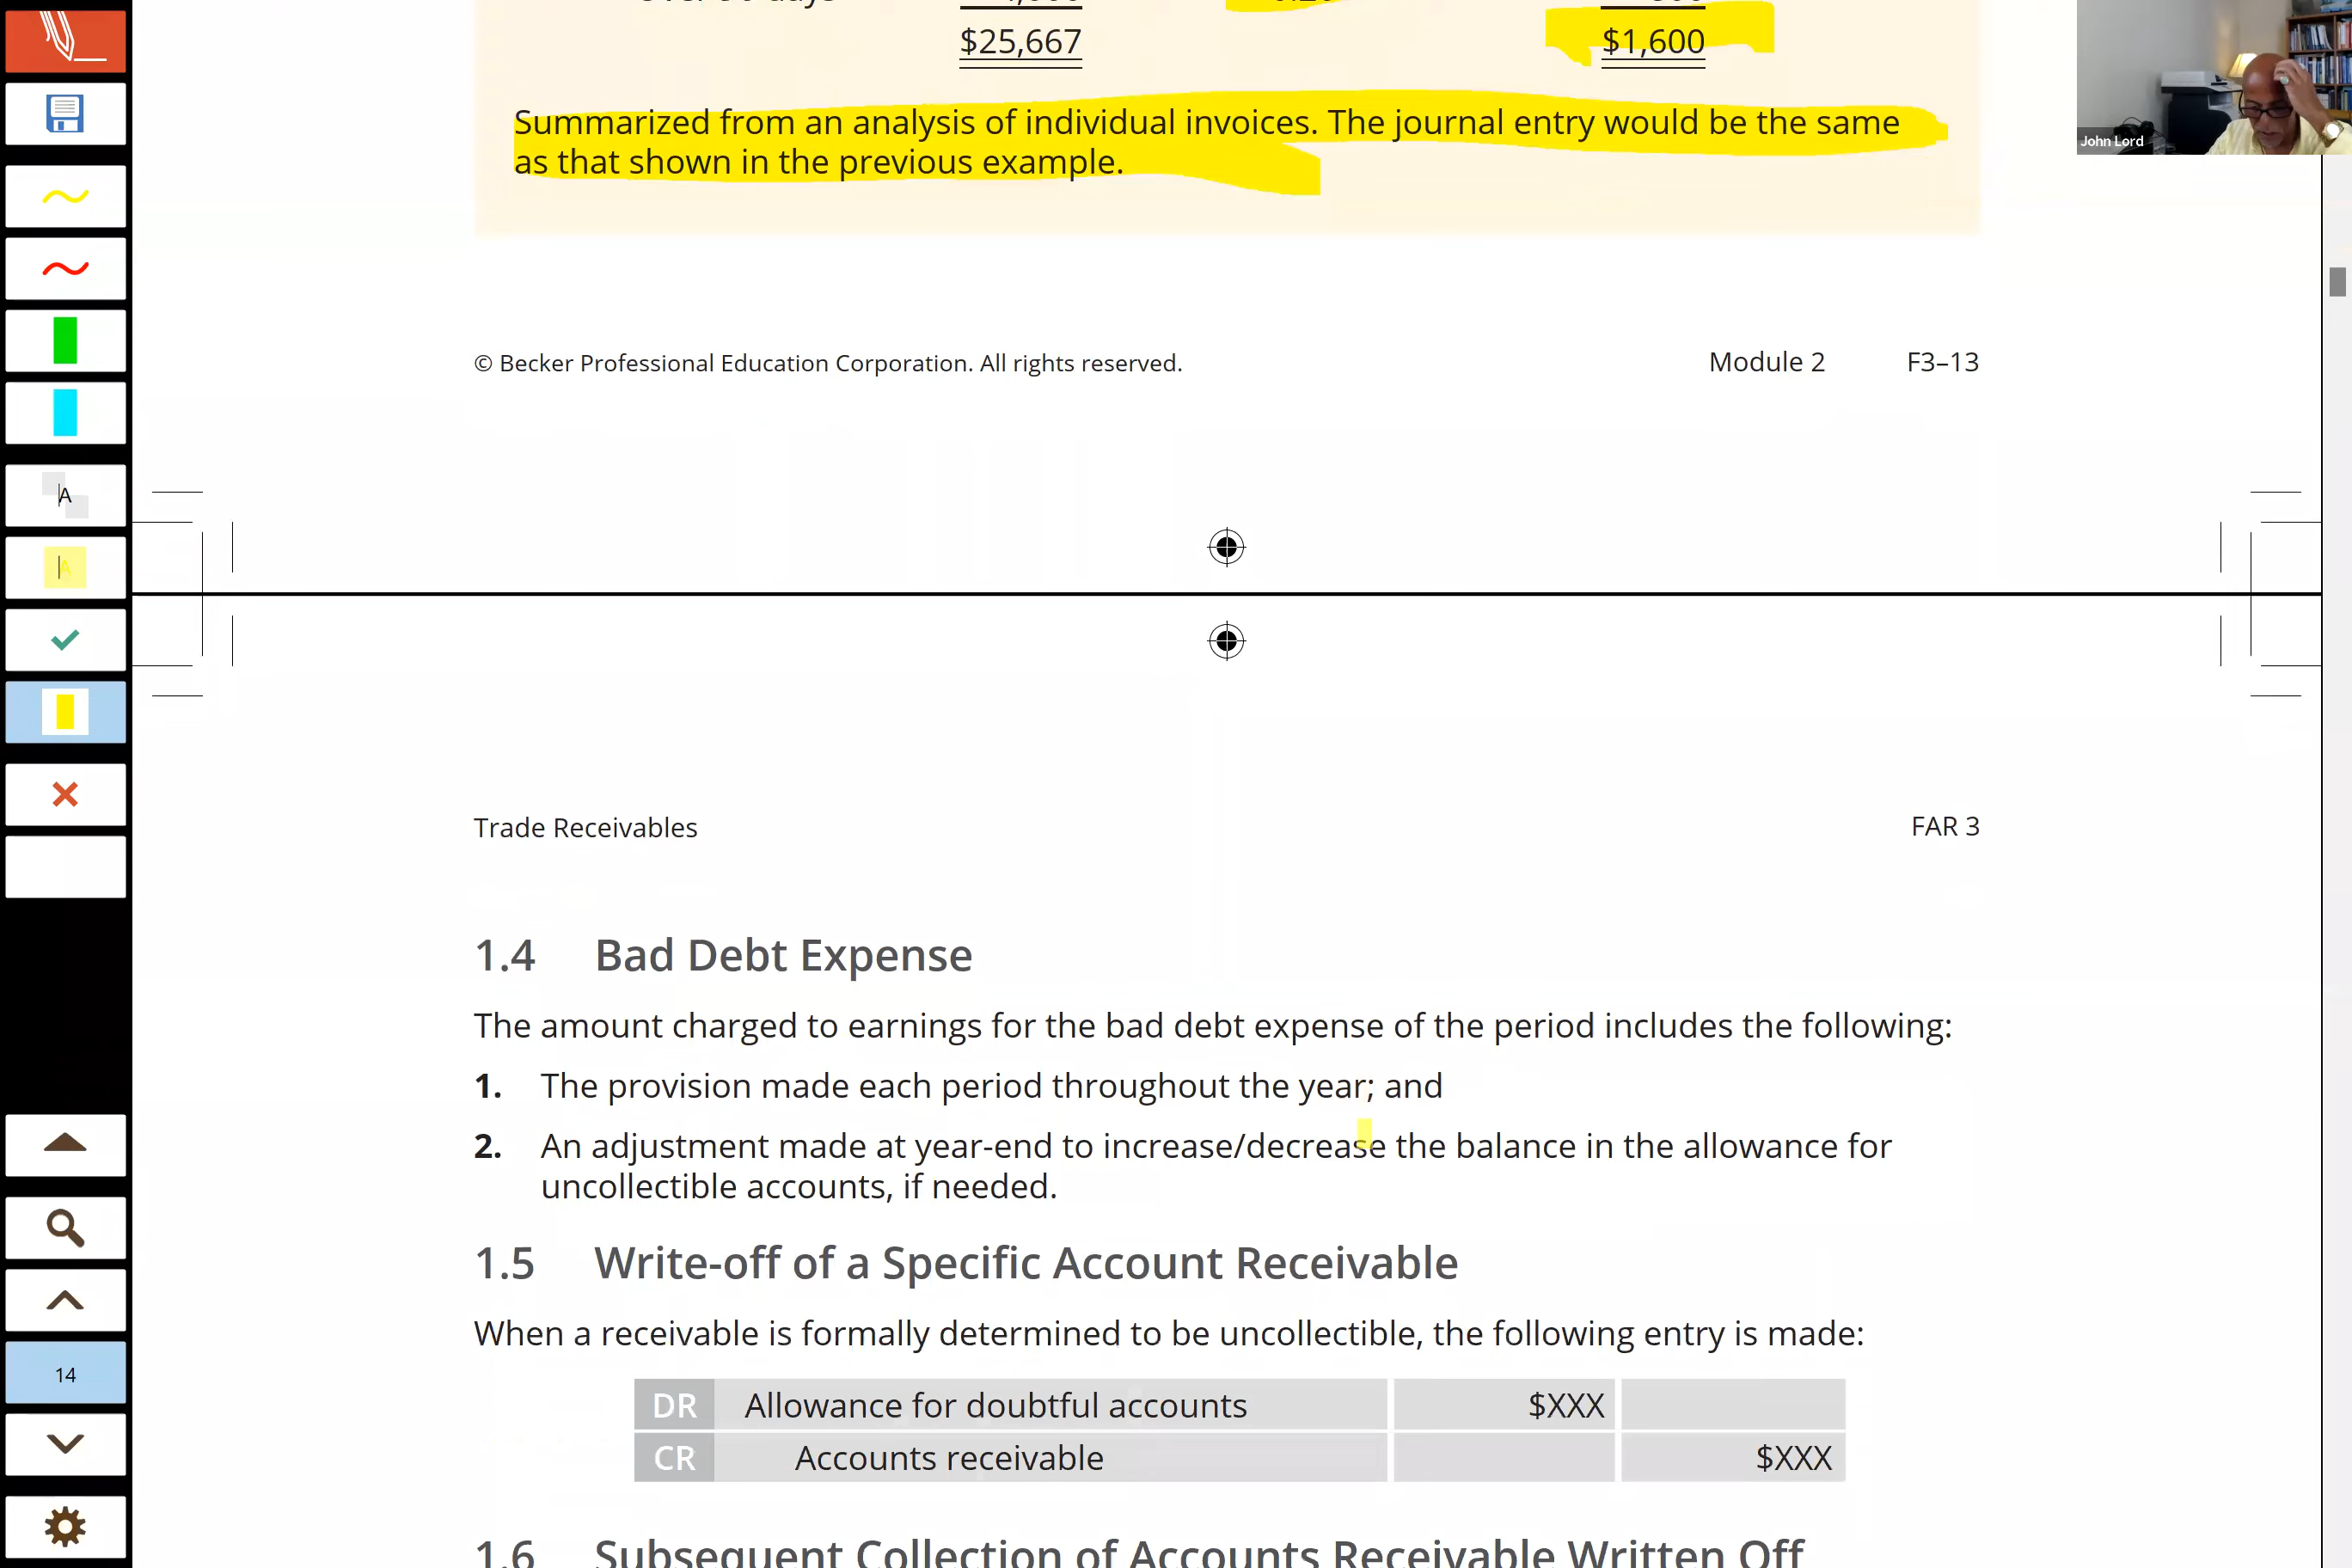 $25,667 $1,600
Summarized from an analysis of individual invoices. The journal entry would be the same
as that shown in the previous example.
John Lord
© Becker Professional Education Corporation. All rights reserved. Module 2 F3–13
A
A
Trade Receivables FAR 3
1.4 Bad Debt Expense
The amount charged to earnings for the bad debt expense of the period includes the following:
1. The provision made each period throughout the year; and
2. An adjustment made at year-end to increase/decrease the balance in the allowance for
uncollectible accounts, if needed.
1.5 Write-off of a Specific Account Receivable
When a receivable is formally determined to be uncollectible, the following entry is made:
DR Allowance for doubtful accounts $XXX
CR Accounts receivable $XXX
14
1.6 Subsequent Collection of Accounts Receivable Written Off